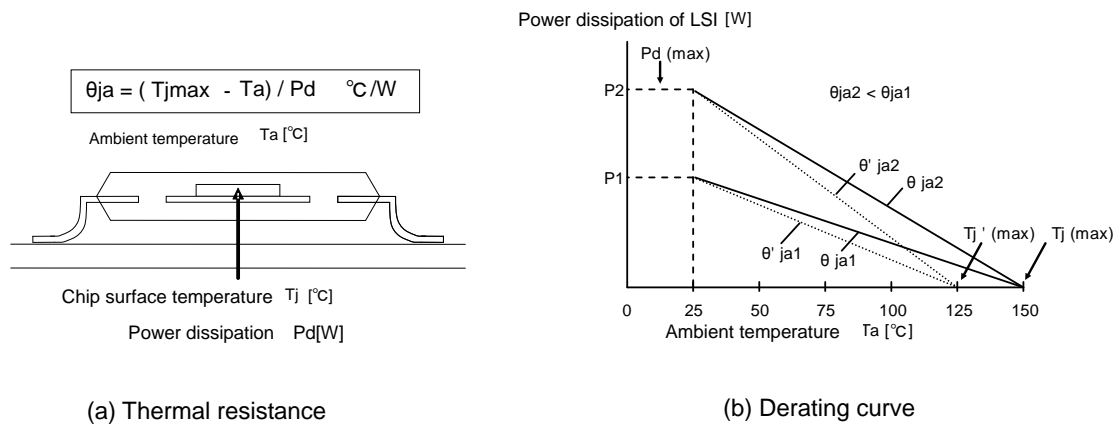 θja = ( Tjmax - Ta) / Pd ℃/W
Ambient temperature Ta [℃]
Chip surface temperature Tj [℃]
Power dissipation Pd[W]
(a) Thermal resistance
Power dissipation of LSI [W]
Pd (max)
P2
θja2 < θja1
θ' ja2
θ ja2
P1
Tj ' (max)
Tj (max)
θ' ja1
θ ja1
0 25 50 75 100 125 150
Ambient temperature Ta [℃]
(b) Derating curve